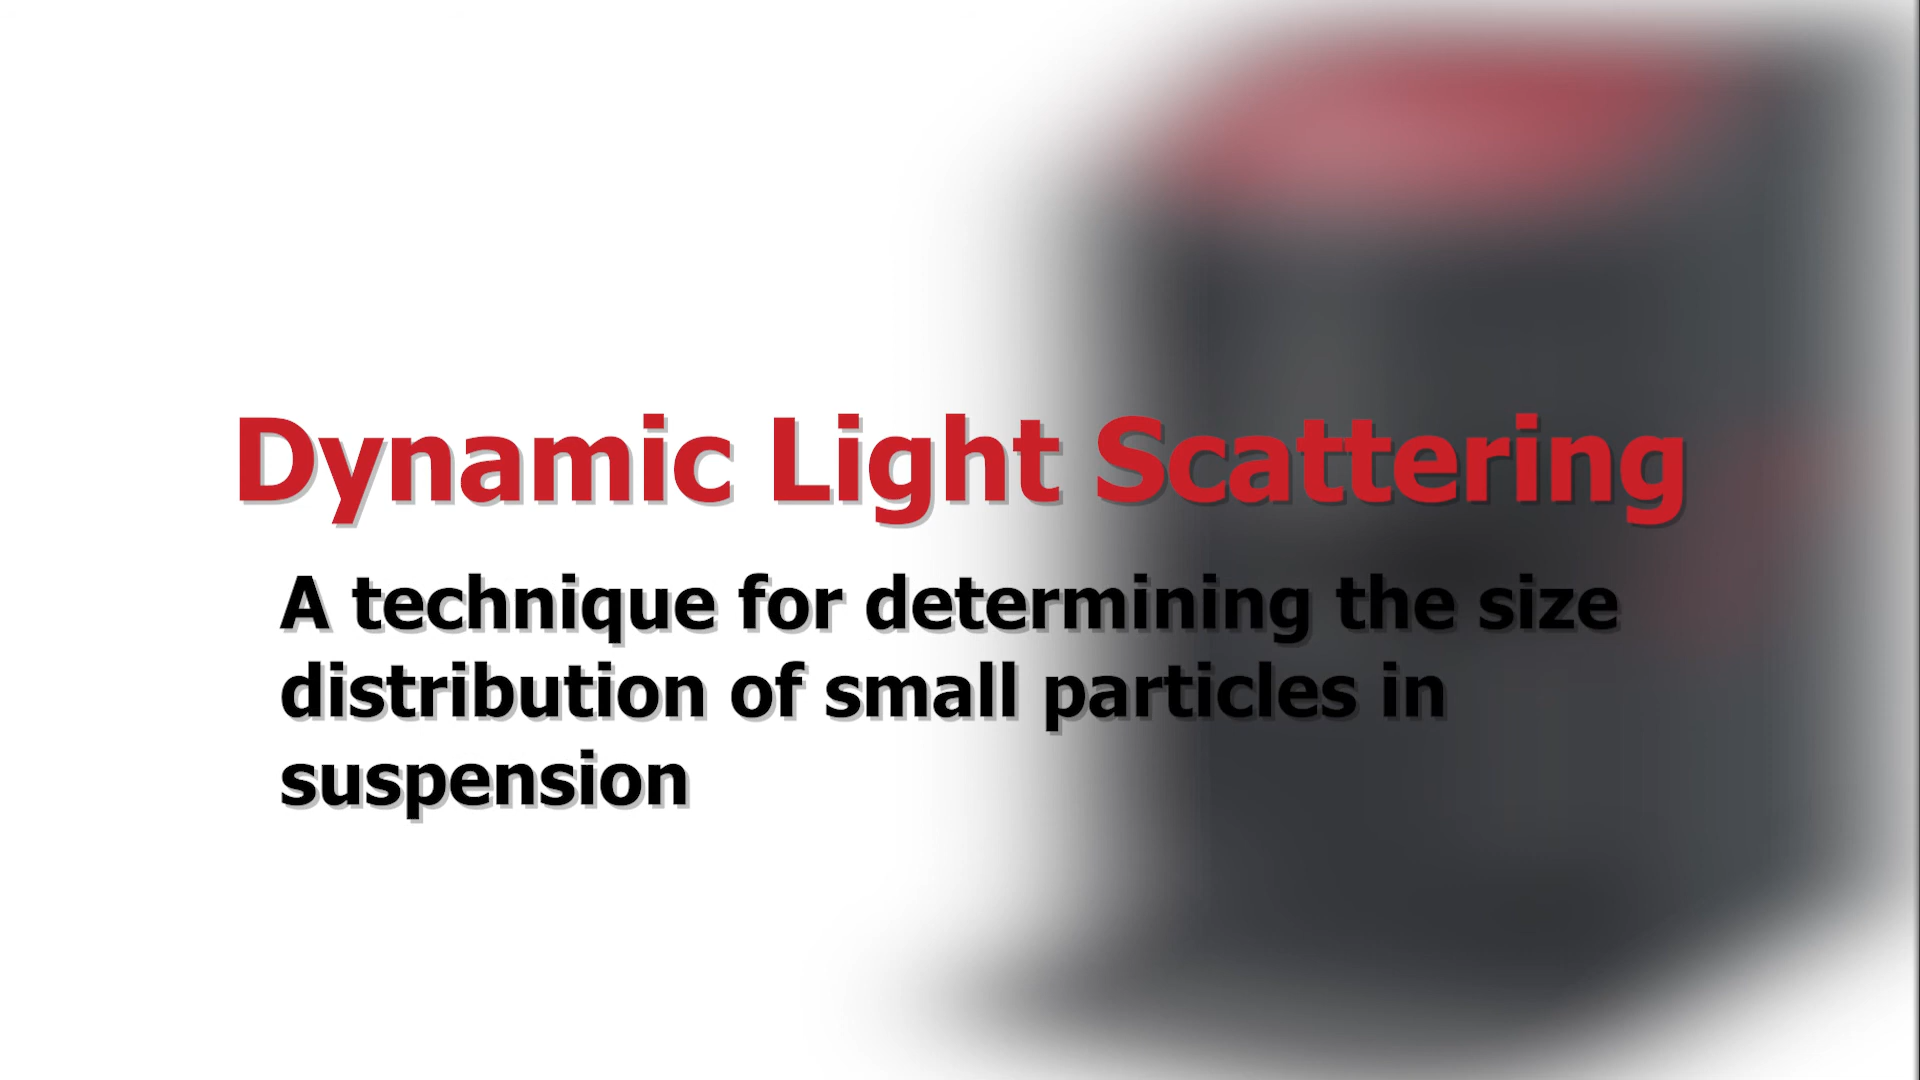 Dynamic Light Scattering
A technique for determining the size
distribution of small particles in
suspension